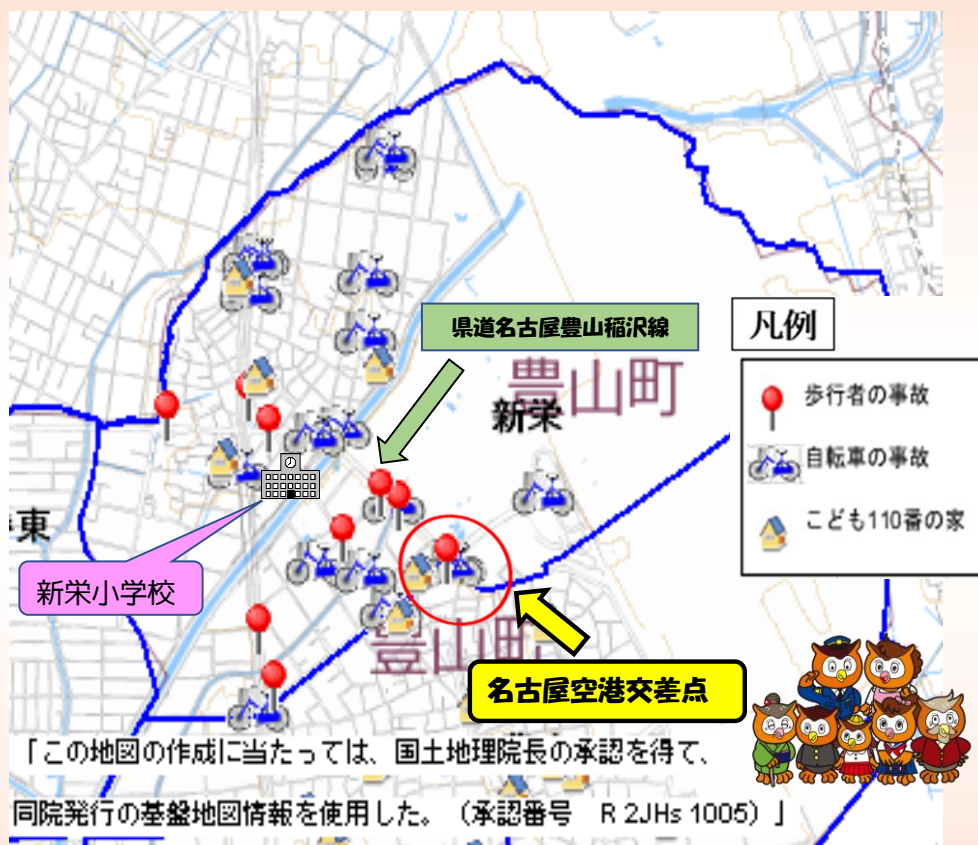 県道名古屋豊山稲沢線
凡例
豊山町
歩行者の事故
新栄
自転車の事故
東
こども110番の家
新栄小学校
豊山町
名古屋空港交差点
「この地図の作成に当たっては、国土地理院長の承認を得て、
同院発行の基盤地図情報を使用した。（承認番号　R 2JHs 1005）」